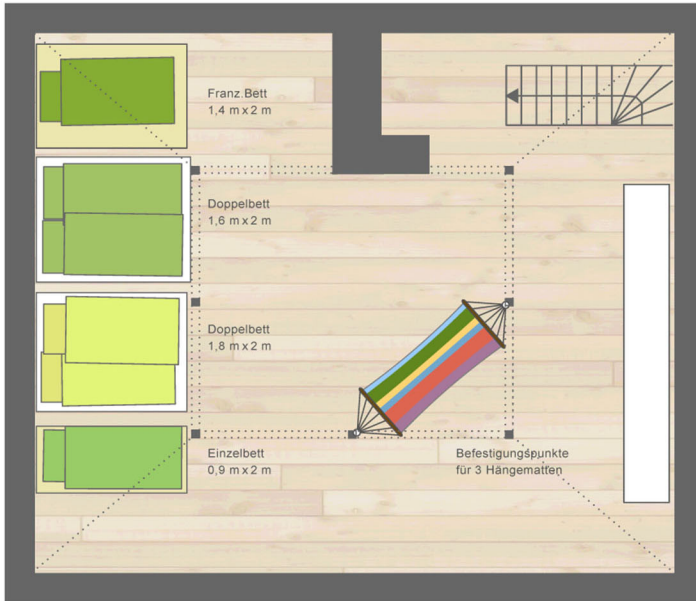 Franz.Bett
1,4 m x 2 m
Doppelbett
1,6 m x 2 m
Doppelbett
1,8 m x 2 m
Einzelbett
0,9 m x 2 m
Befestigungspunkte
für 3 Hängematten